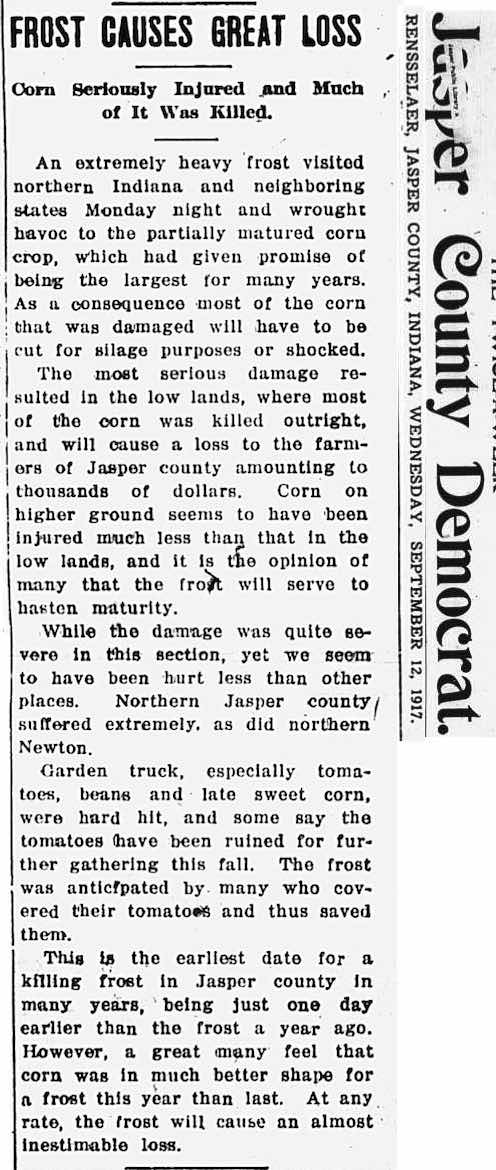 FROST CAUSES GREAT LOSS
Corn Seriously Injured and Much
of It Was Killed.
An extremely heavy frost visited
northern Indiana and neighboring
states Monday night and wrought
havoc to the partially matured corn
crop, which had given promise of
being the largest for many years.
As a consequence most of the corn
that was damaged will have to be
cut for silage purposes or shocked.
The most serious damage re-
sulted in the low lands, where most
of the corn was killed outright,
and will cause a loss to the farm-
ers of Jasper county amounting to
thousands of dollars. Corn on
higher ground seems to have been
injured much less than that in the
low lands, and it is the opinion of
many that the frost will serve to
hasten maturity.
While the damage was quite se-
vere in this section, yet we seem
to have been hurt less than other
places. Northern Jasper county
suffered extremely, as did northern
Newton.
Garden truck, especially toma-
toes, beans and late sweet corn,
were hard hit, and some say the
tomatoes have been ruined for fur-
ther gathering this fall. The frost
was anticipated by many who cov-
ered their tomatoes and thus saved
them.
This is the earliest date for a
killing frost in Jasper county in
many years, being just one day
earlier than the frost a year ago.
However, a great many feel that
corn was in much better shape for
a frost this year than last. At any
rate, the frost will cause an almost
inestimable loss.
Jasper County Democrat.
RENSSELAER, JASPER COUNTY, INDIANA, WEDNESDAY, SEPTEMBER 12, 1917.